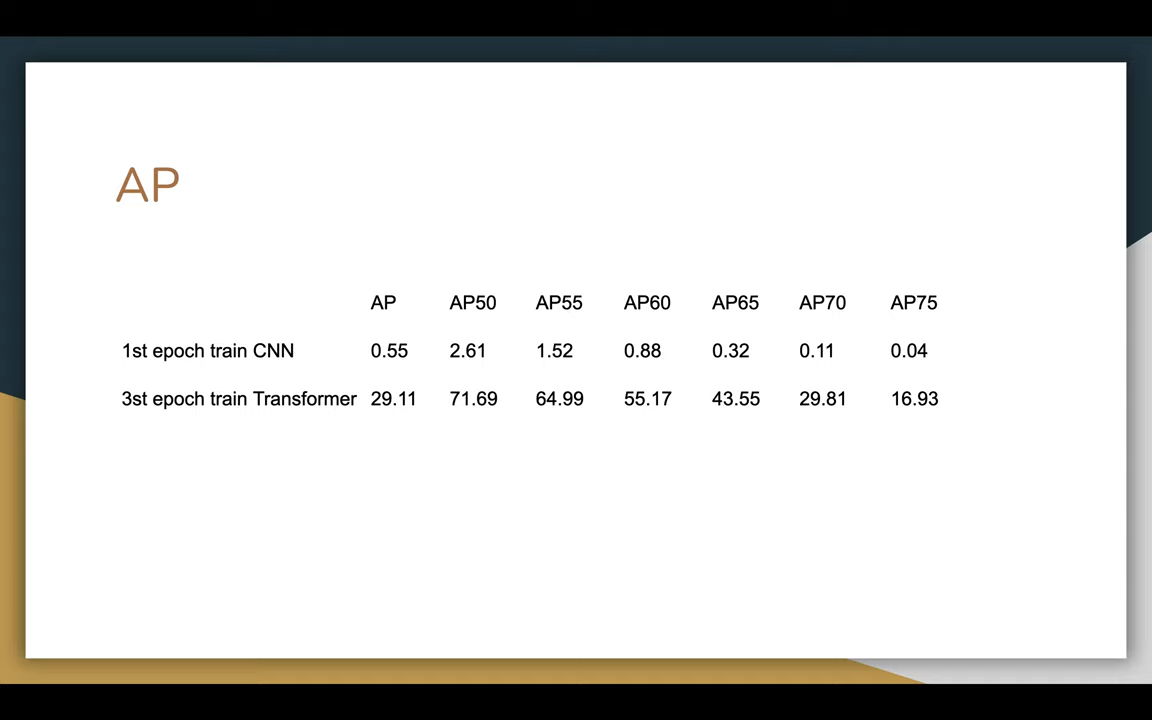 AP
AP AP50 AP55 AP60 AP65 AP70 AP75
1st epoch train CNN 0.55 2.61 1.52 0.88 0.32 0.11 0.04
3st epoch train Transformer 29.11 71.69 64.99 55.17 43.55 29.81 16.93